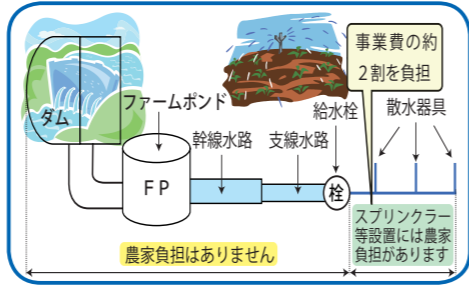 事業費の約
２割を負担
ダム
ファームポンド
給水栓
散水器具
幹線水路
支線水路
ＦＰ
栓
農家負担はありません
スプリンクラー
等設置には農家
負担があります